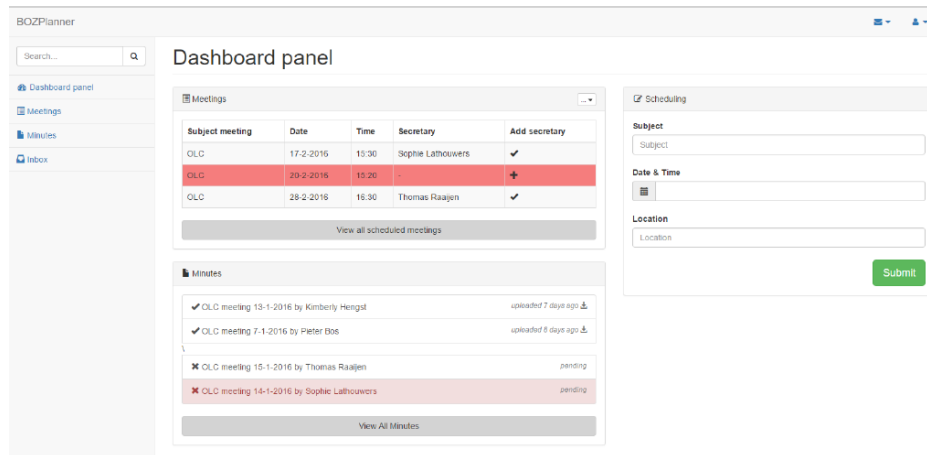 BOZPlanner
Search...
Dashboard panel
Meetings
Minutes
Inbox
Dashboard panel
Meetings
...
Subject meeting Date Time Secretary Add secretary
OLC 17-2-2016 15:30 Sophie Lathouwers
OLC 20-2-2016 15:20 -
OLC 28-2-2016 16:30 Thomas Raaijen
View all scheduled meetings
Minutes
OLC meeting 13-1-2016 by Kimberly Hengst uploaded 7 days ago
OLC meeting 7-1-2016 by Pieter Bos uploaded 8 days ago
\
OLC meeting 15-1-2016 by Thomas Raaijen pending
OLC meeting 14-1-2016 by Sophie Lathouwers pending
View All Minutes
Scheduling
Subject
Subject
Date & Time
Location
Location
Submit